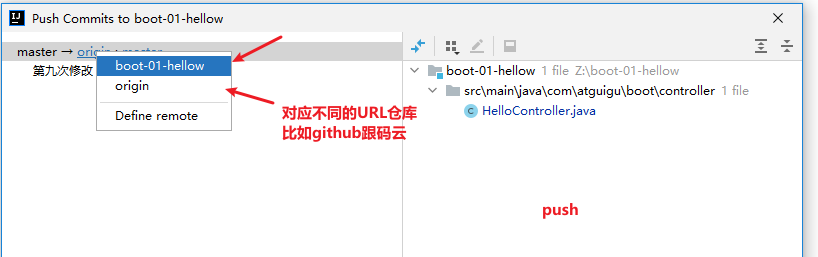 Push Commits to boot-01-hellow
master → origin : master
第九次修改
boot-01-hellow
origin
Define remote
对应不同的URL仓库
比如github跟码云
boot-01-hellow 1 file Z:\boot-01-hellow
src\main\java\com\atguigu\boot\controller 1 file
HelloController.java
push